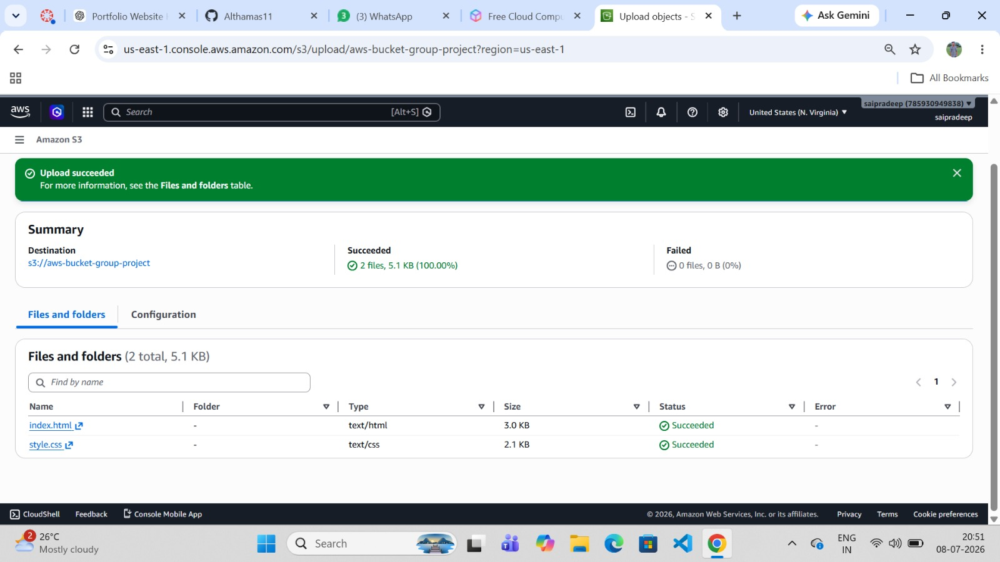 Portfolio Website
Althamas11
3
(3) WhatsApp
Free Cloud Compu
Upload objects - S
Ask Gemini
us-east-1.console.aws.amazon.com/s3/upload/aws-bucket-group-project?region=us-east-1
All Bookmarks
aws
Search
[Alt+S]
United States (N. Virginia)
saipradeep (785930949838)
saipradeep
Amazon S3
Upload succeeded
For more information, see the Files and folders table.
Summary
Destination
s3://aws-bucket-group-project
Succeeded
2 files, 5.1 KB (100.00%)
Failed
0 files, 0 B (0%)
Files and folders
Configuration
Files and folders (2 total, 5.1 KB)
Find by name
1
Name Folder Type Size Status Error
index.html - text/html 3.0 KB Succeeded -
style.css - text/css 2.1 KB Succeeded -
CloudShell Feedback Console Mobile App © 2026, Amazon Web Services, Inc. or its affiliates. Privacy Terms Cookie preferences
2
26°C
Mostly cloudy
Search
ENG
IN
20:51
08-07-2026